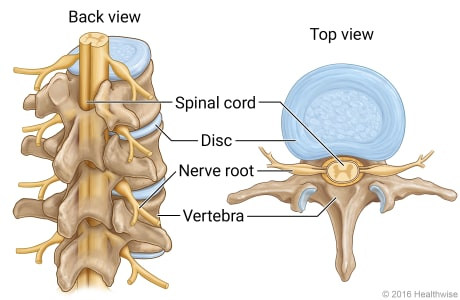 Back view
Top view
Spinal cord
Disc
Nerve root
Vertebra
© 2016 Healthwise